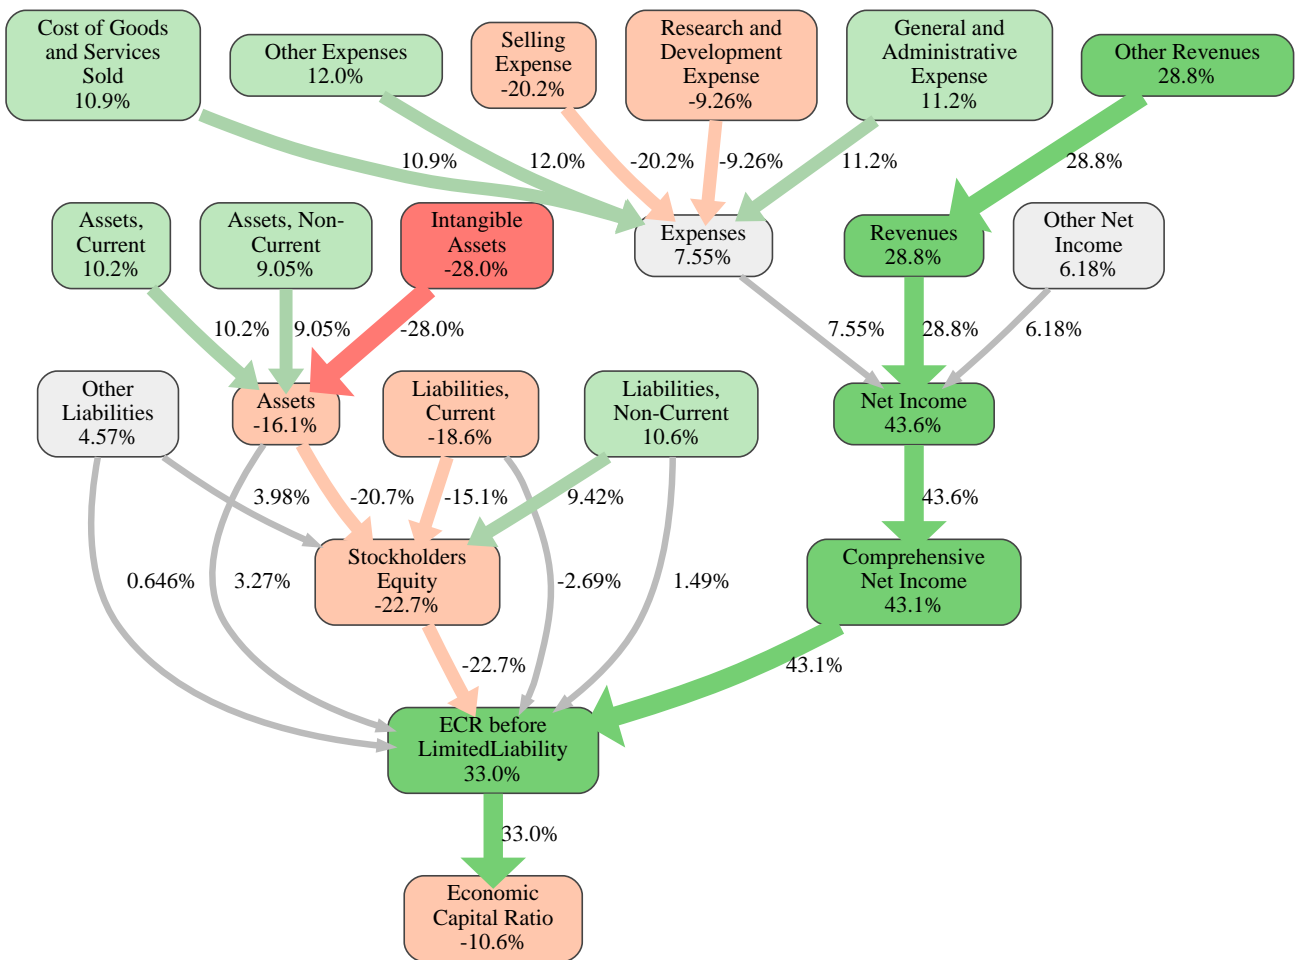 Cost of Goods
and Services
Sold
10.9%
Other Expenses
12.0%
Selling
Expense
-20.2%
Research and
Development
Expense
-9.26%
General and
Administrative
Expense
11.2%
Other Revenues
28.8%
10.9%
12.0%
-20.2%
-9.26%
11.2%
28.8%
Assets,
Current
10.2%
Assets, Non-
Current
9.05%
Intangible
Assets
-28.0%
Expenses
7.55%
Revenues
28.8%
Other Net
Income
6.18%
10.2%
9.05%
-28.0%
7.55%
28.8%
6.18%
Other
Liabilities
4.57%
Assets
-16.1%
Liabilities,
Current
-18.6%
Liabilities,
Non-Current
10.6%
Net Income
43.6%
3.98%
-20.7%
-15.1%
9.42%
43.6%
Stockholders
Equity
-22.7%
Comprehensive
Net Income
43.1%
0.646%
3.27%
-2.69%
1.49%
-22.7%
43.1%
ECR before
LimitedLiability
33.0%
33.0%
Economic
Capital Ratio
-10.6%